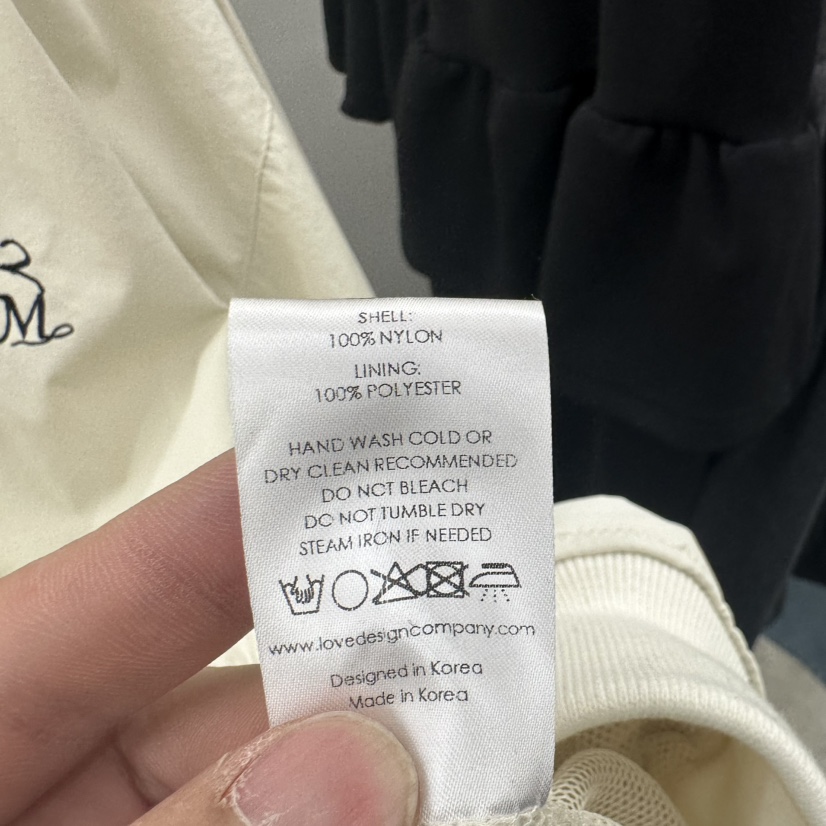 M
SHELL:
100% NYLON
LINING:
100% POLYESTER
HAND WASH COLD OR
DRY CLEAN RECOMMENDED
DO NOT BLEACH
DO NOT TUMBLE DRY
STEAM IRON IF NEEDED
www.lovedesigncompany.com
Designed in Korea
Made in Korea